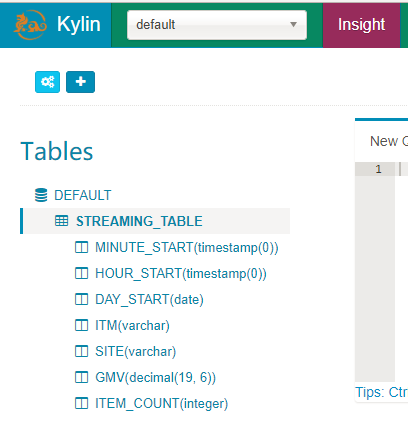 Kylin
default
Insight
Tables
New
1
DEFAULT
STREAMING_TABLE
MINUTE_START(timestamp(0))
HOUR_START(timestamp(0))
DAY_START(date)
ITM(varchar)
SITE(varchar)
GMV(decimal(19, 6))
ITEM_COUNT(integer)
Tips: Ctr